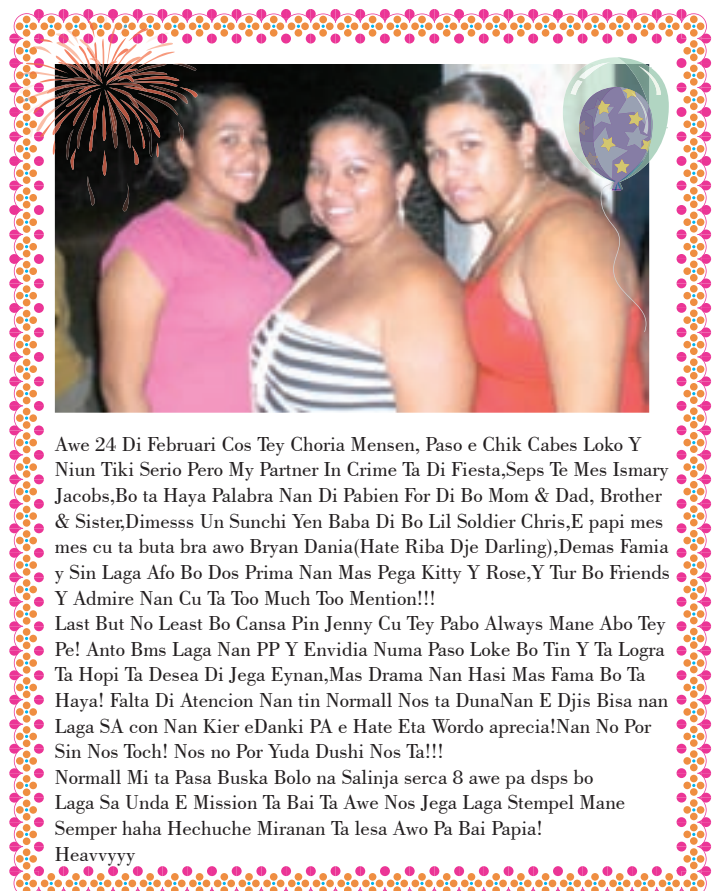 Awe 24 Di Februari Cos Tey Choria Mensen, Paso e Chik Cabes Loko Y
Niun Tiki Serio Pero My Partner In Crime Ta Di Fiesta,Seps Te Mes Ismary
Jacobs,Bo ta Haya Palabra Nan Di Pabien For Di Bo Mom & Dad, Brother
& Sister,Dimesss Un Sunchi Yen Baba Di Bo Lil Soldier Chris,E papi mes
mes cu ta buta bra awo Bryan Dania(Hate Riba Dje Darling),Demas Famia
y Sin Laga Afo Bo Dos Prima Nan Mas Pega Kitty Y Rose,Y Tur Bo Friends
Y Admire Nan Cu Ta Too Much Too Mention!!!
Last But No Least Bo Cansa Pin Jenny Cu Tey Pabo Always Mane Abo Tey
Pe! Anto Bms Laga Nan PP Y Envidia Numa Paso Loke Bo Tin Y Ta Logra
Ta Hopi Ta Desea Di Jega Eynan,Mas Drama Nan Hasi Mas Fama Bo Ta
Haya! Falta Di Atencion Nan tin Normall Nos ta DunaNan E Djis Bisa nan
Laga SA con Nan Kier eDanki PA e Hate Eta Wordo aprecia!Nan No Por
Sin Nos Toch! Nos no Por Yuda Dushi Nos Ta!!!
Normall Mi ta Pasa Buska Bolo na Salinja serca 8 awe pa dsps bo
Laga Sa Unda E Mission Ta Bai Ta Awe Nos Jega Laga Stempel Mane
Semper haha Hechuche Miranan Ta lesa Awo Pa Bai Papia!
Heavvyyy